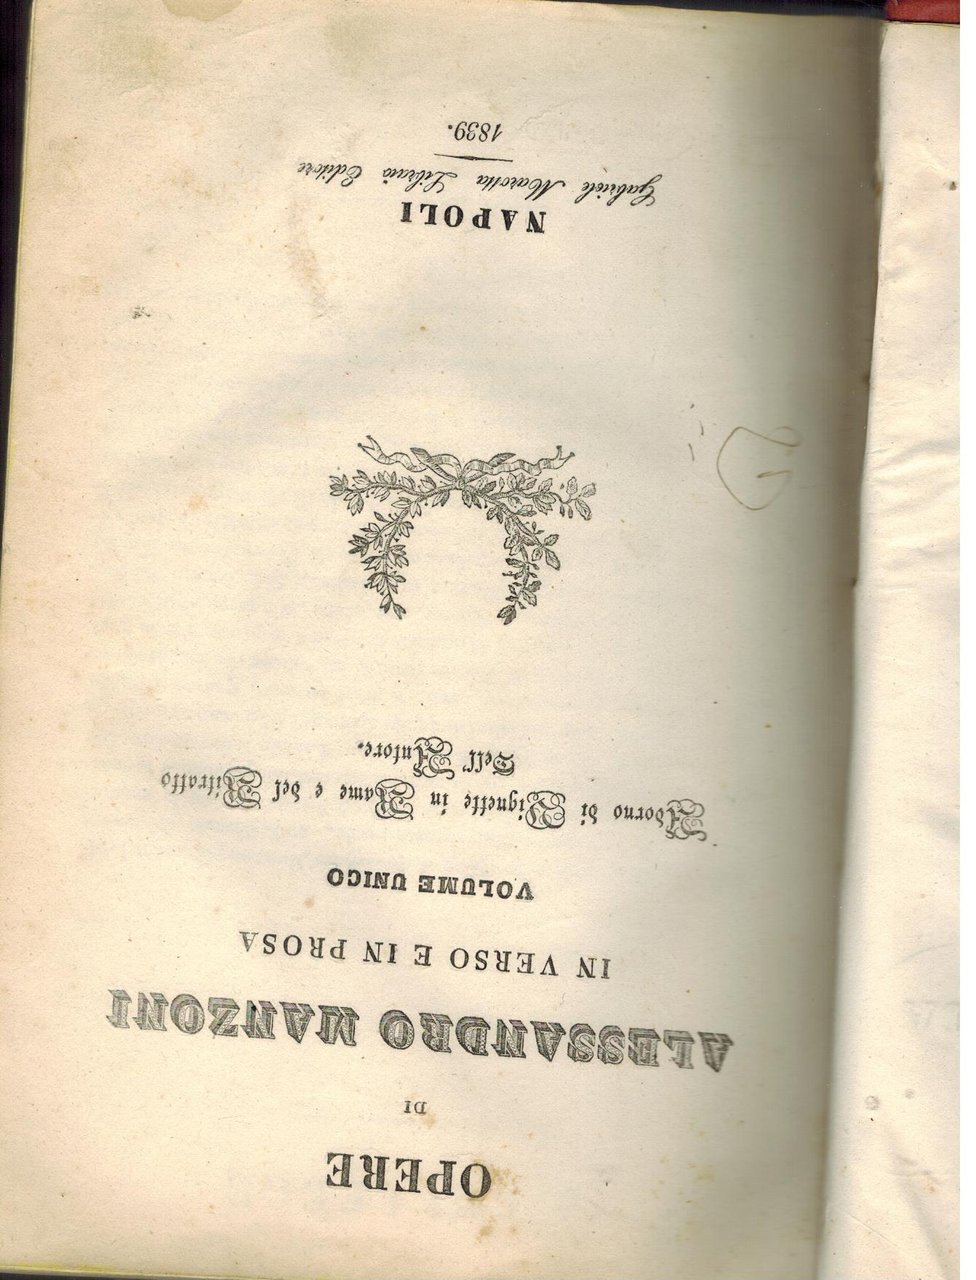 OPERE
DI
ALESSANDRO MANZONI
IN VERSO E IN PROSA
VOLUME UNICO
Adorno di Vignette in Rame e del Ritratto
Dell' Autore.
NAPOLI
Gabriele Marotta Libraio Editore
1839.